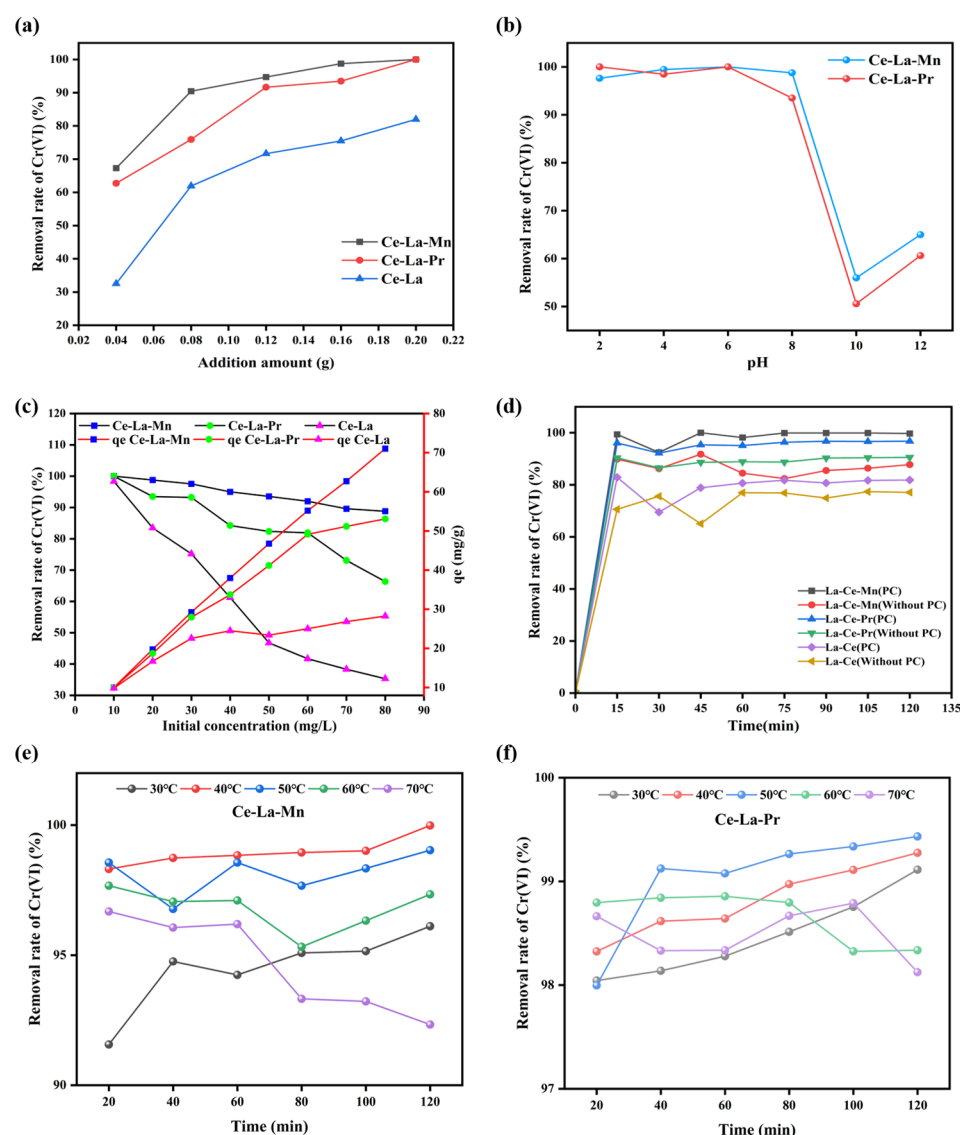 (a)
Removal rate of Cr(VI) (%)
100
90
80
70
60
50
40
30
20
Ce-La-Mn
Ce-La-Pr
Ce-La
0.02 0.04 0.06 0.08 0.10 0.12 0.14 0.16 0.18 0.20 0.22
Addition amount (g)
(b)
Removal rate of Cr(VI) (%)
100
90
80
70
60
50
Ce-La-Mn
Ce-La-Pr
2 4 6 8 10 12
pH
(c)
Removal rate of Cr(VI) (%)
120
110
100
90
80
70
60
50
40
30
Ce-La-Mn Ce-La-Pr Ce-La
qe Ce-La-Mn qe Ce-La-Pr qe Ce-La
80
70
60
50
40
30
20
10
qe (mg/g)
0 10 20 30 40 50 60 70 80 90
Initial concentration (mg/L)
(d)
Removal rate of Cr(VI) (%)
100
80
60
40
20
0
La-Ce-Mn(PC)
La-Ce-Mn(Without PC)
La-Ce-Pr(PC)
La-Ce-Pr(Without PC)
La-Ce(PC)
La-Ce(Without PC)
0 15 30 45 60 75 90 105 120 135
Time(min)
(e)
Removal rate of Cr(VI) (%)
100
95
90
30℃ 40℃ 50℃ 60℃ 70℃
Ce-La-Mn
20 40 60 80 100 120
Time (min)
(f)
Removal rate of Cr(VI) (%)
100
99
98
97
30℃ 40℃ 50℃ 60℃ 70℃
Ce-La-Pr
20 40 60 80 100 120
Time (min)